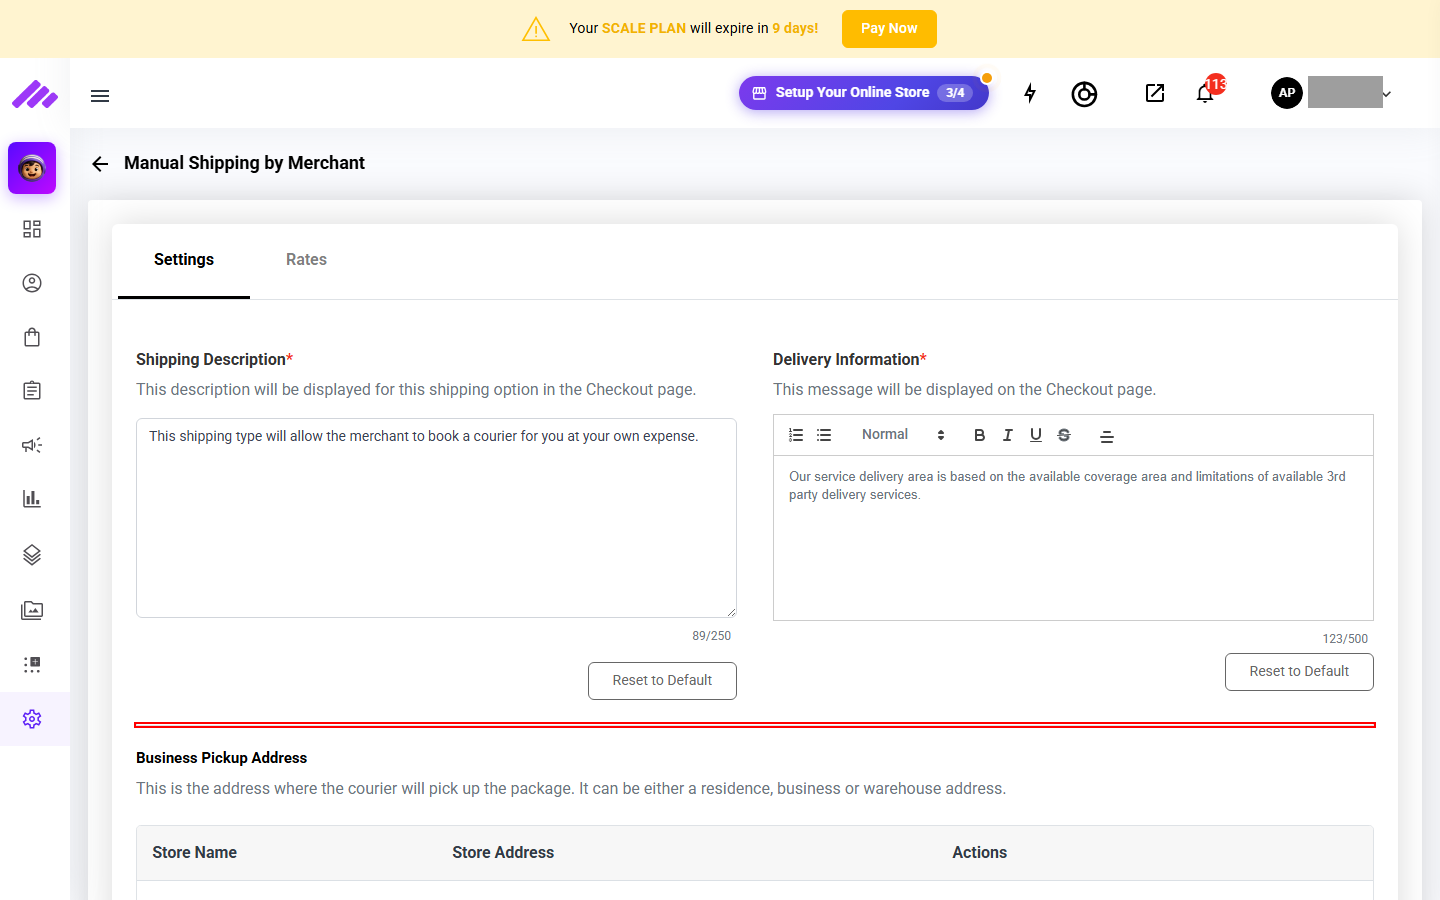 Your SCALE PLAN will expire in 9 days!
Pay Now
Setup Your Online Store 3/4
113
AP
Manual Shipping by Merchant
Settings
Rates
Shipping Description*
This description will be displayed for this shipping option in the Checkout page.
This shipping type will allow the merchant to book a courier for you at your own expense.
89/250
Reset to Default
Delivery Information*
This message will be displayed on the Checkout page.
Normal
B I U S
Our service delivery area is based on the available coverage area and limitations of available 3rd
party delivery services.
123/500
Reset to Default
Business Pickup Address
This is the address where the courier will pick up the package. It can be either a residence, business or warehouse address.
Store Name
Store Address
Actions